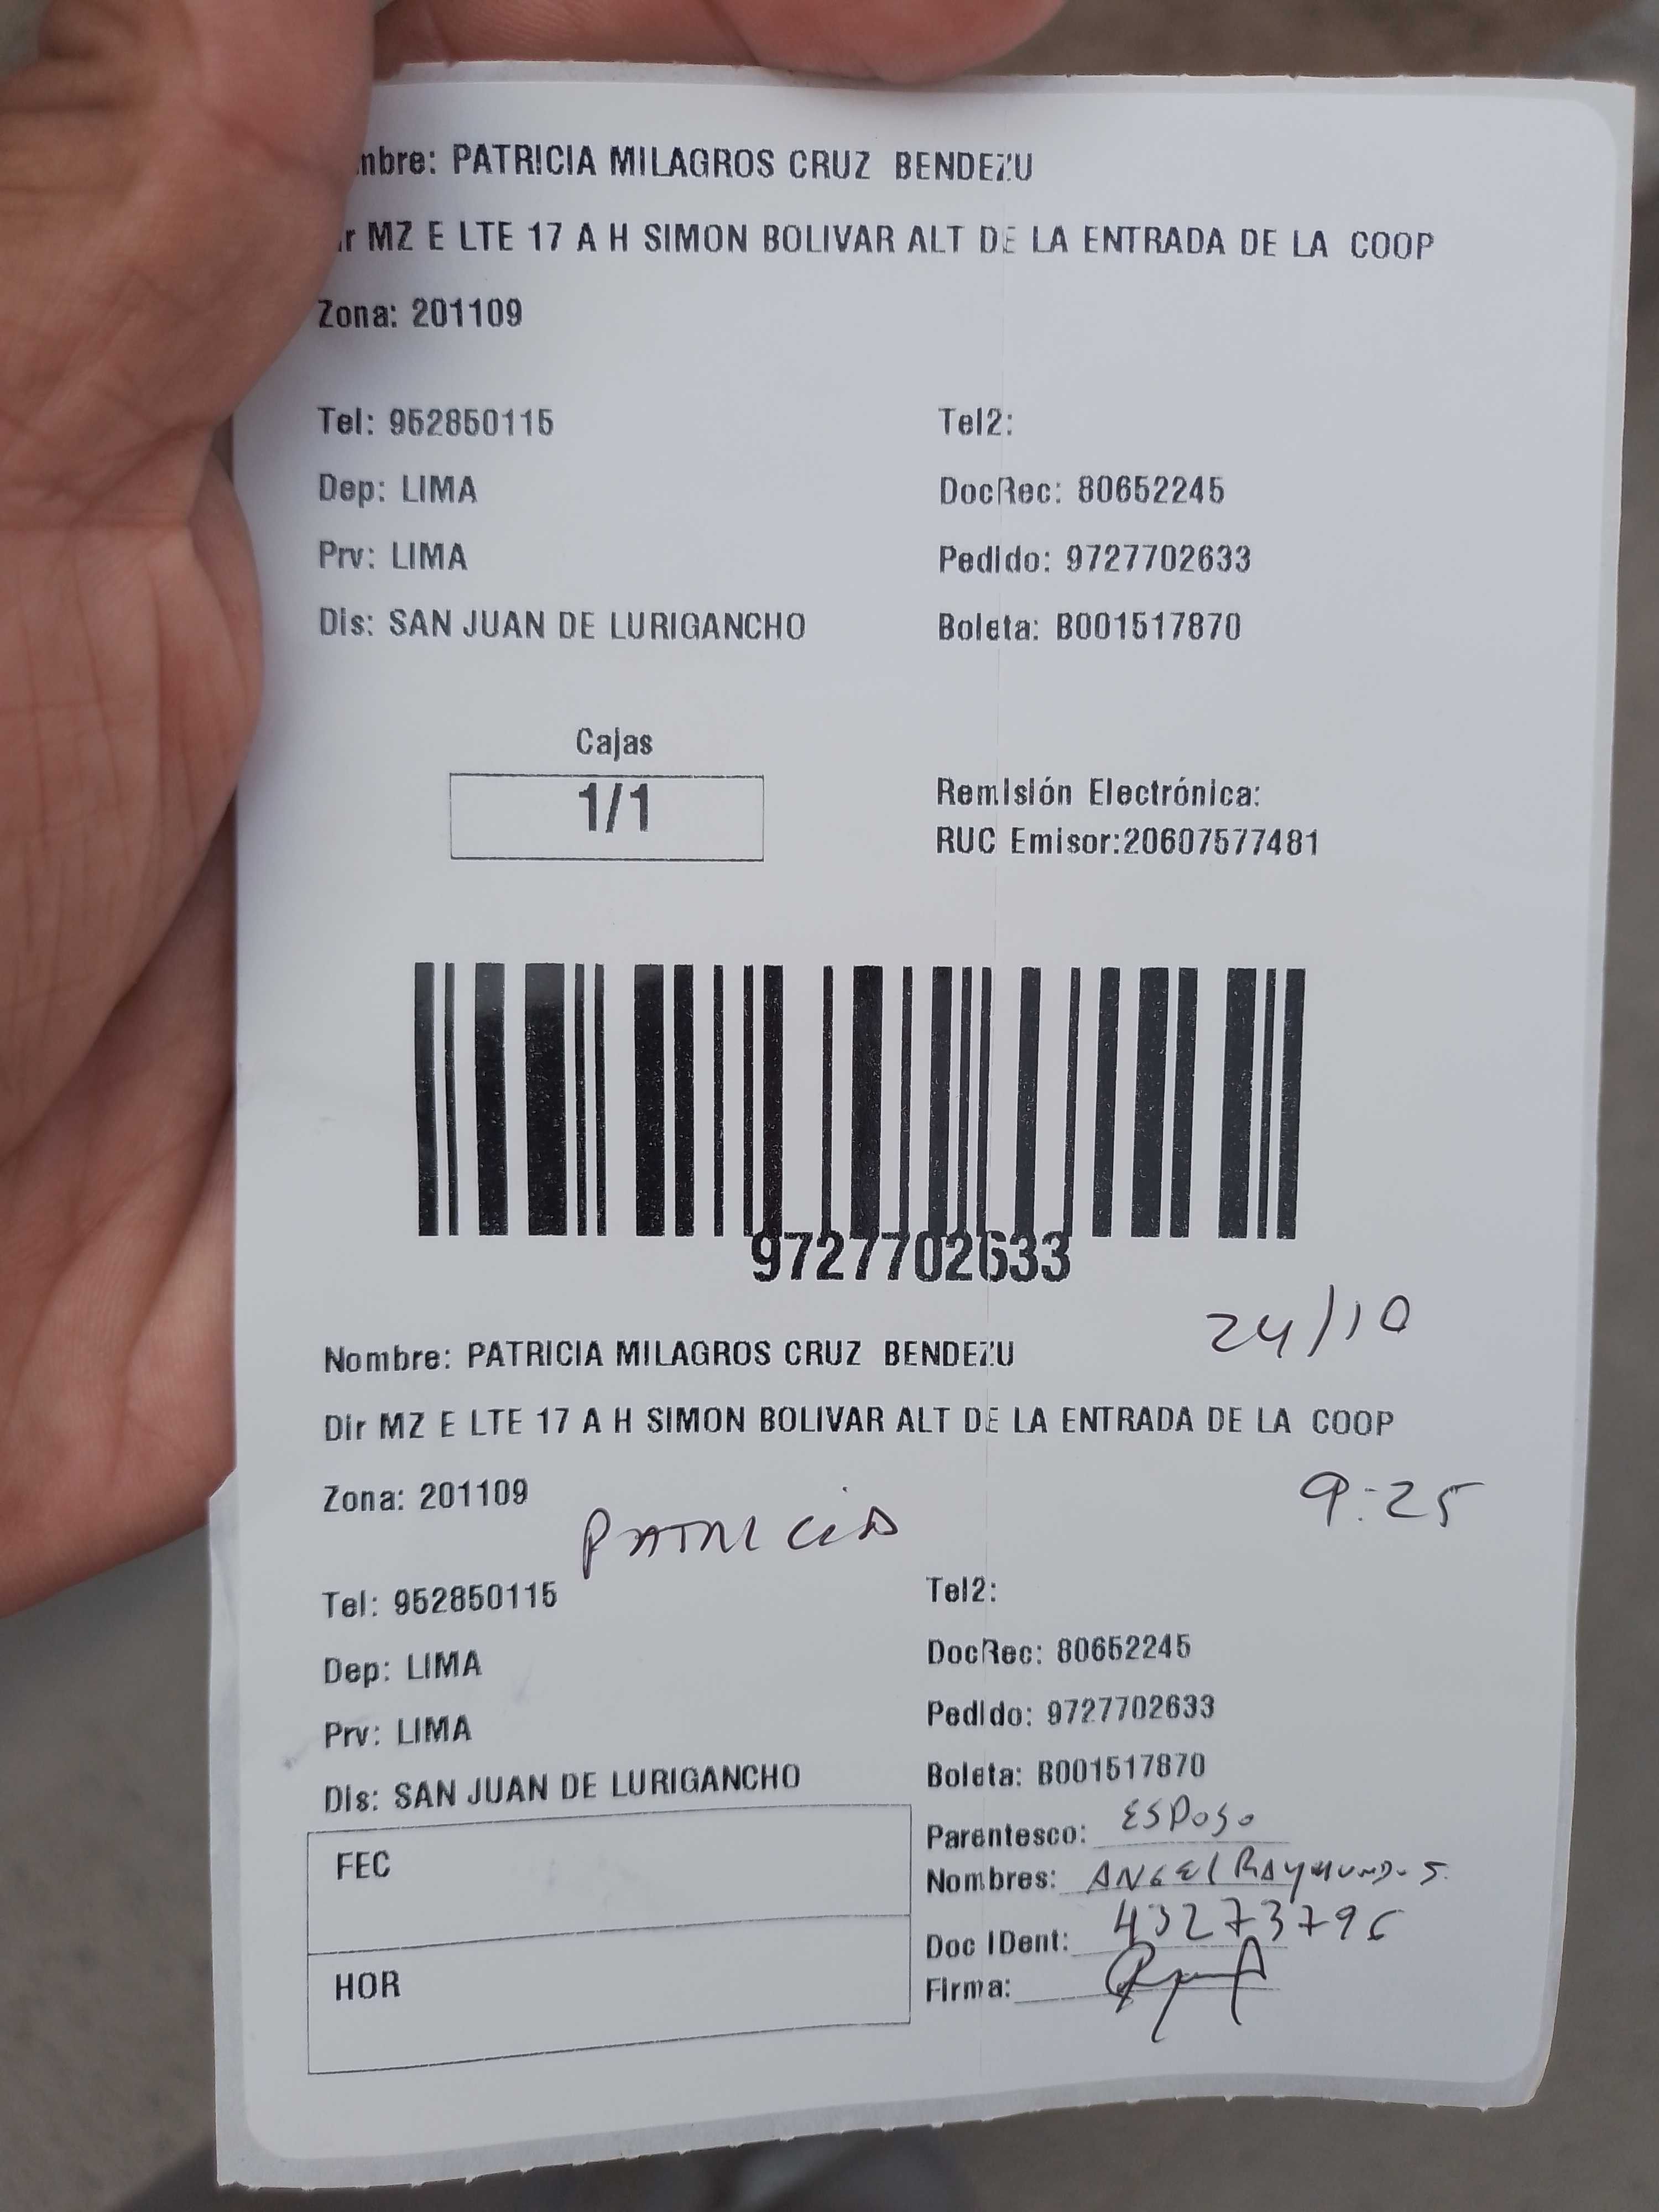 mbre: PATRICIA MILAGROS CRUZ BENDEZU
r MZ E LTE 17 A H SIMON BOLIVAR ALT DE LA ENTRADA DE LA COOP
Zona: 201109
Tel: 952850115 Tel2:
Dep: LIMA DocRec: 80652245
Prv: LIMA Pedido: 9727702633
Dis: SAN JUAN DE LURIGANCHO Boleta: B001517870
Cajas
1/1
Remisión Electrónica:
RUC Emisor:20607577481
9727702633
24/10
Nombre: PATRICIA MILAGROS CRUZ BENDEZU
Dir MZ E LTE 17 A H SIMON BOLIVAR ALT DE LA ENTRADA DE LA COOP
Zona: 201109
9:25
PATRICIA
Tel: 952850115 Tel2:
Dep: LIMA DocRec: 80652245
Prv: LIMA Pedido: 9727702633
Dis: SAN JUAN DE LURIGANCHO Boleta: B001517870
FEC
HOR
Parentesco: ESPOSO
Nombres: ANGEL RAYMUNDO S.
Doc IDent: 43273796
Firma: